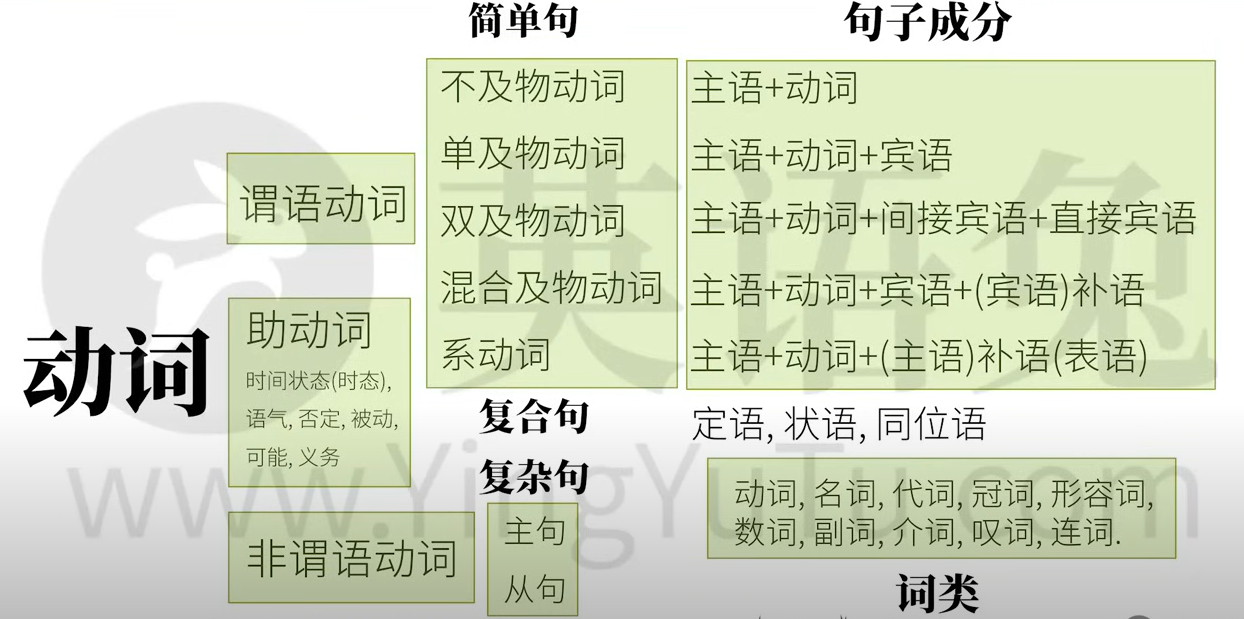 简单句
句子成分
不及物动词
主语+动词
单及物动词
主语+动词+宾语
谓语动词
双及物动词
主语+动词+间接宾语+直接宾语
混合及物动词
主语+动词+宾语+(宾语)补语
系动词
主语+动词+(主语)补语(表语)
动词
助动词
时间状态(时态),
语气, 否定, 被动,
可能, 义务
复合句
定语, 状语, 同位语
复杂句
主句
从句
非谓语动词
动词, 名词, 代词, 冠词, 形容词,
数词, 副词, 介词, 叹词, 连词.
词类
英语兔
www.YingYuTu.com